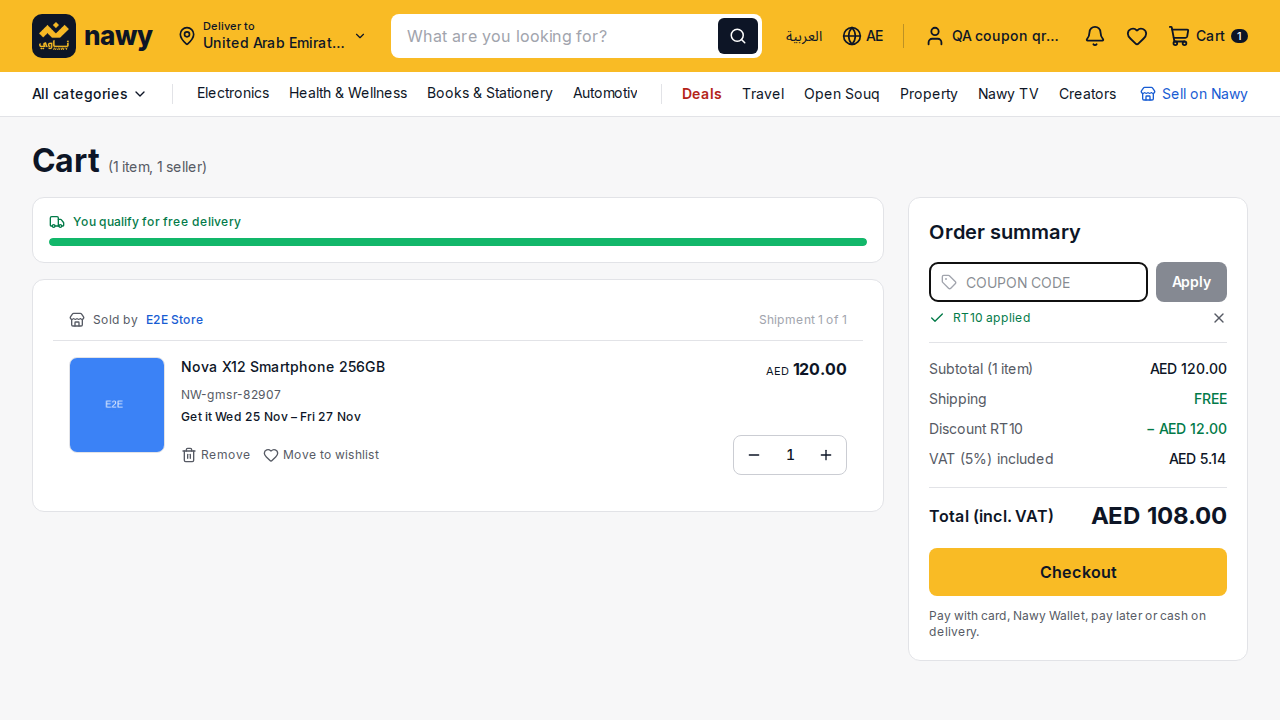 نـاوي
NAWY
nawy
Deliver to
United Arab Emirat...
What are you looking for?
العربية
AE
QA coupon qr...
Cart 1
All categories
Electronics
Health & Wellness
Books & Stationery
Automotiv
Deals
Travel
Open Souq
Property
Nawy TV
Creators
Sell on Nawy
Cart (1 item, 1 seller)
You qualify for free delivery
Sold by E2E Store
Shipment 1 of 1
E2E
Nova X12 Smartphone 256GB
AED 120.00
NW-gmsr-82907
Get it Wed 25 Nov – Fri 27 Nov
Remove
Move to wishlist
− 1 +
Order summary
COUPON CODE
Apply
RT10 applied
Subtotal (1 item) AED 120.00
Shipping FREE
Discount RT10 − AED 12.00
VAT (5%) included AED 5.14
Total (incl. VAT) AED 108.00
Checkout
Pay with card, Nawy Wallet, pay later or cash on
delivery.